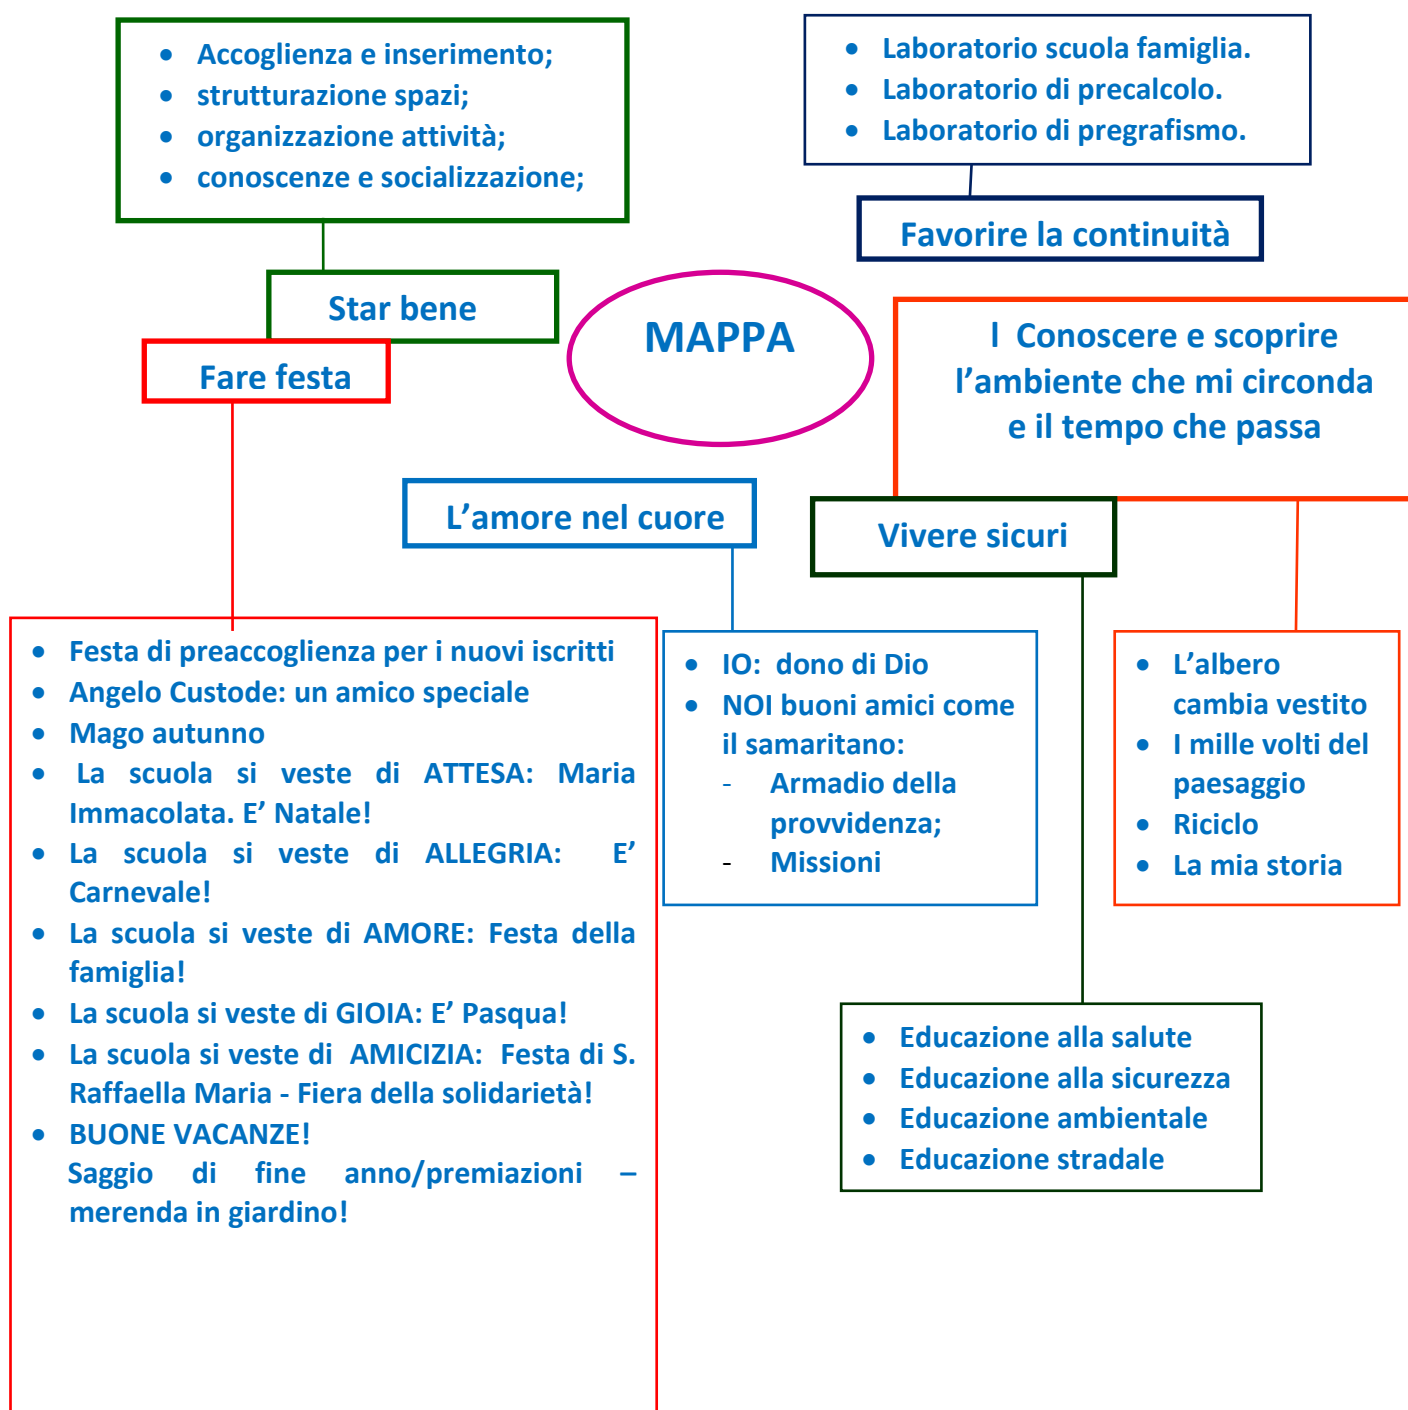 • Accoglienza e inserimento;
• strutturazione spazi;
• organizzazione attività;
• conoscenze e socializzazione;
• Laboratorio scuola famiglia.
• Laboratorio di precalcolo.
• Laboratorio di pregrafismo.
Favorire la continuità
Star bene
Fare festa
MAPPA
I Conoscere e scoprire
l’ambiente che mi circonda
e il tempo che passa
L’amore nel cuore
Vivere sicuri
• Festa di preaccoglienza per i nuovi iscritti
• Angelo Custode: un amico speciale
• Mago autunno
• La scuola si veste di ATTESA: Maria
Immacolata. E’ Natale!
• La scuola si veste di ALLEGRIA: E’
Carnevale!
• La scuola si veste di AMORE: Festa della
famiglia!
• La scuola si veste di GIOIA: E’ Pasqua!
• La scuola si veste di AMICIZIA: Festa di S.
Raffaella Maria - Fiera della solidarietà!
• BUONE VACANZE!
Saggio di fine anno/premiazioni –
merenda in giardino!
• IO: dono di Dio
• NOI buoni amici come
il samaritano:
- Armadio della
provvidenza;
- Missioni
• L’albero
cambia vestito
• I mille volti del
paesaggio
• Riciclo
• La mia storia
• Educazione alla salute
• Educazione alla sicurezza
• Educazione ambientale
• Educazione stradale